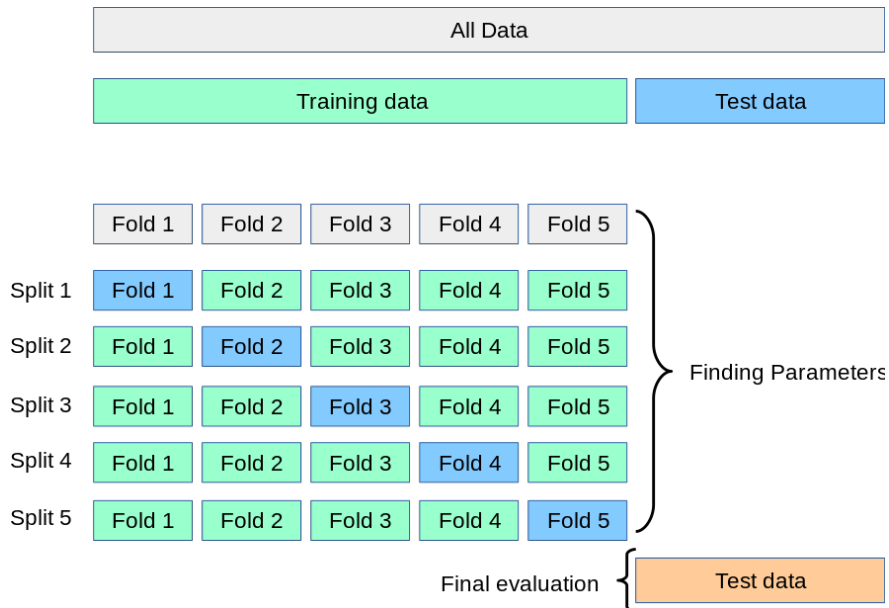 All Data
Training data Test data
Fold 1 Fold 2 Fold 3 Fold 4 Fold 5
Split 1 Fold 1 Fold 2 Fold 3 Fold 4 Fold 5
Split 2 Fold 1 Fold 2 Fold 3 Fold 4 Fold 5
Finding Parameters
Split 3 Fold 1 Fold 2 Fold 3 Fold 4 Fold 5
Split 4 Fold 1 Fold 2 Fold 3 Fold 4 Fold 5
Split 5 Fold 1 Fold 2 Fold 3 Fold 4 Fold 5
Final evaluation Test data